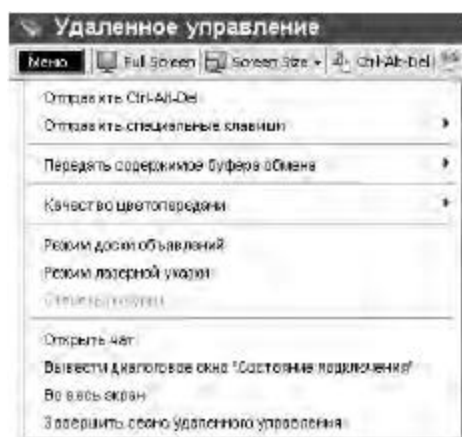 Удаленное управление
Меню Full Screen Screen Size Ctrl-Alt-Del
Отправить Ctrl-Alt-Del
Отправить специальные клавиши
Передать содержимое буфера обмена
Качество цветопередачи
Режим доски объявлений
Режим лазерной указки
Открыть чат
Вывести диалоговое окно "Состояние подключения"
Во весь экран
Завершить сеанс удаленного управления